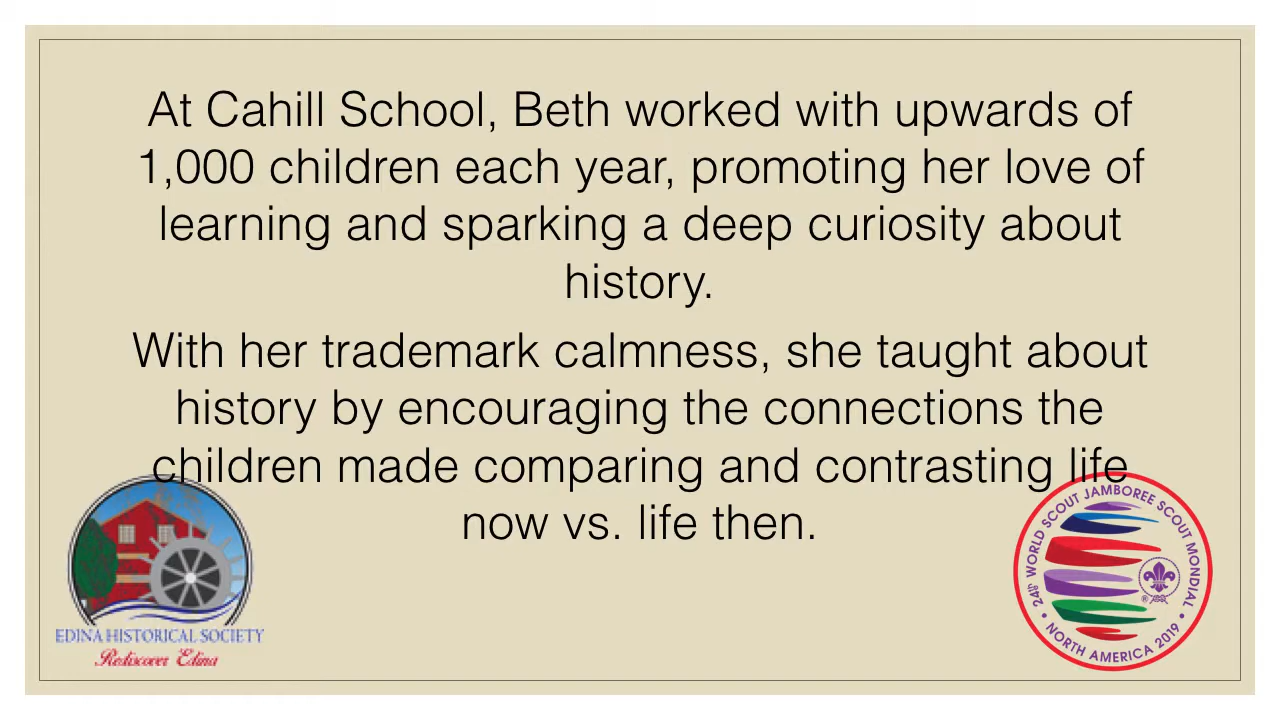 At Cahill School, Beth worked with upwards of
1,000 children each year, promoting her love of
learning and sparking a deep curiosity about
history.
With her trademark calmness, she taught about
history by encouraging the connections the
children made comparing and contrasting life
now vs. life then.
EDINA HISTORICAL SOCIETY
Rediscover Edina
24th WORLD SCOUT JAMBOREE SCOUT MONDIAL
NORTH AMERICA 2019
®